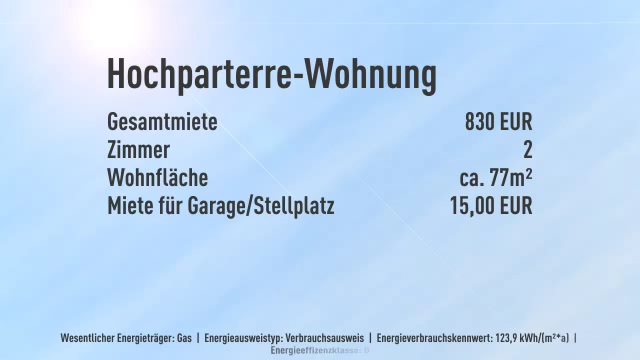 Hochparterre-Wohnung
Gesamtmiete 830 EUR
Zimmer 2
Wohnfläche ca. 77m²
Miete für Garage/Stellplatz 15,00 EUR
Wesentlicher Energieträger: Gas | Energieausweistyp: Verbrauchsausweis | Energieverbrauchskennwert: 123,9 kWh/(m²*a) |
Energieeffizenzklasse: D